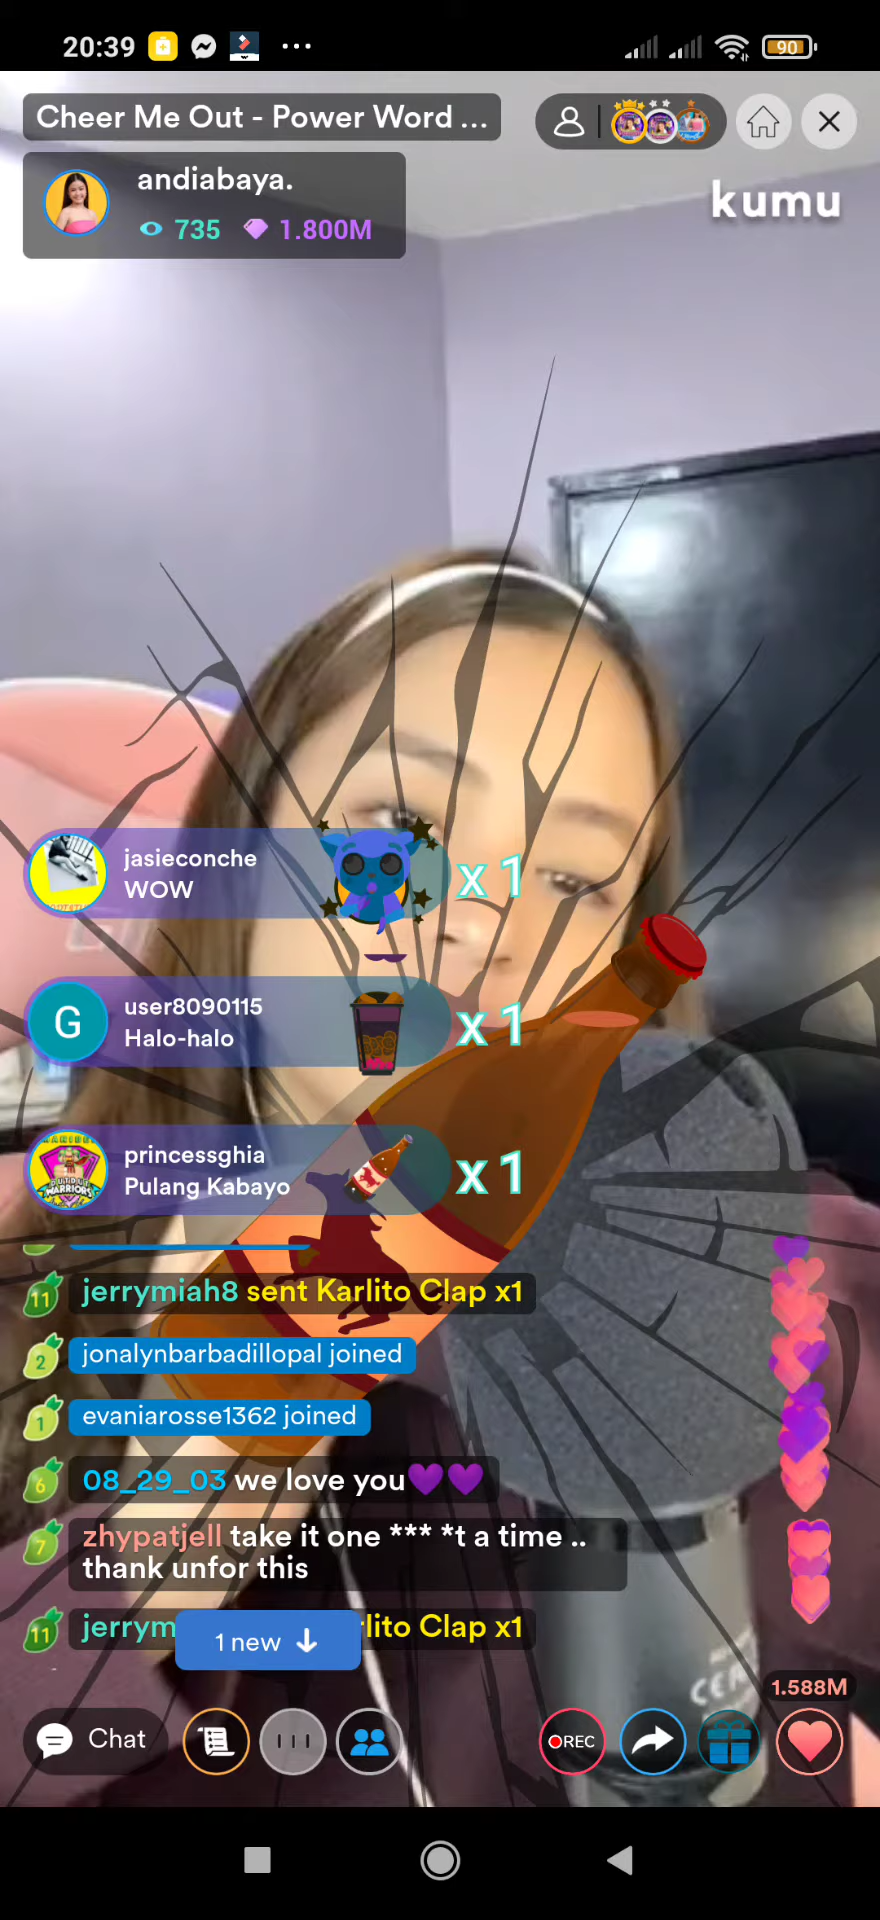 20:39
90
Cheer Me Out - Power Word ...
andiabaya.
735 1.800M
kumu
jasieconche
WOW
x 1
G
user8090115
Halo-halo
x 1
princessghia
Pulang Kabayo
x 1
11 jerrymiah8 sent Karlito Clap x1
2 jonalynbarbadillopal joined
1 evaniarosse1362 joined
6 08_29_03 we love you💜💜
7 zhypatjell take it one *** *t a time ..
thank unfor this
11 jerrym rlito Clap x1
1 new ↓
1.588M
Chat
REC